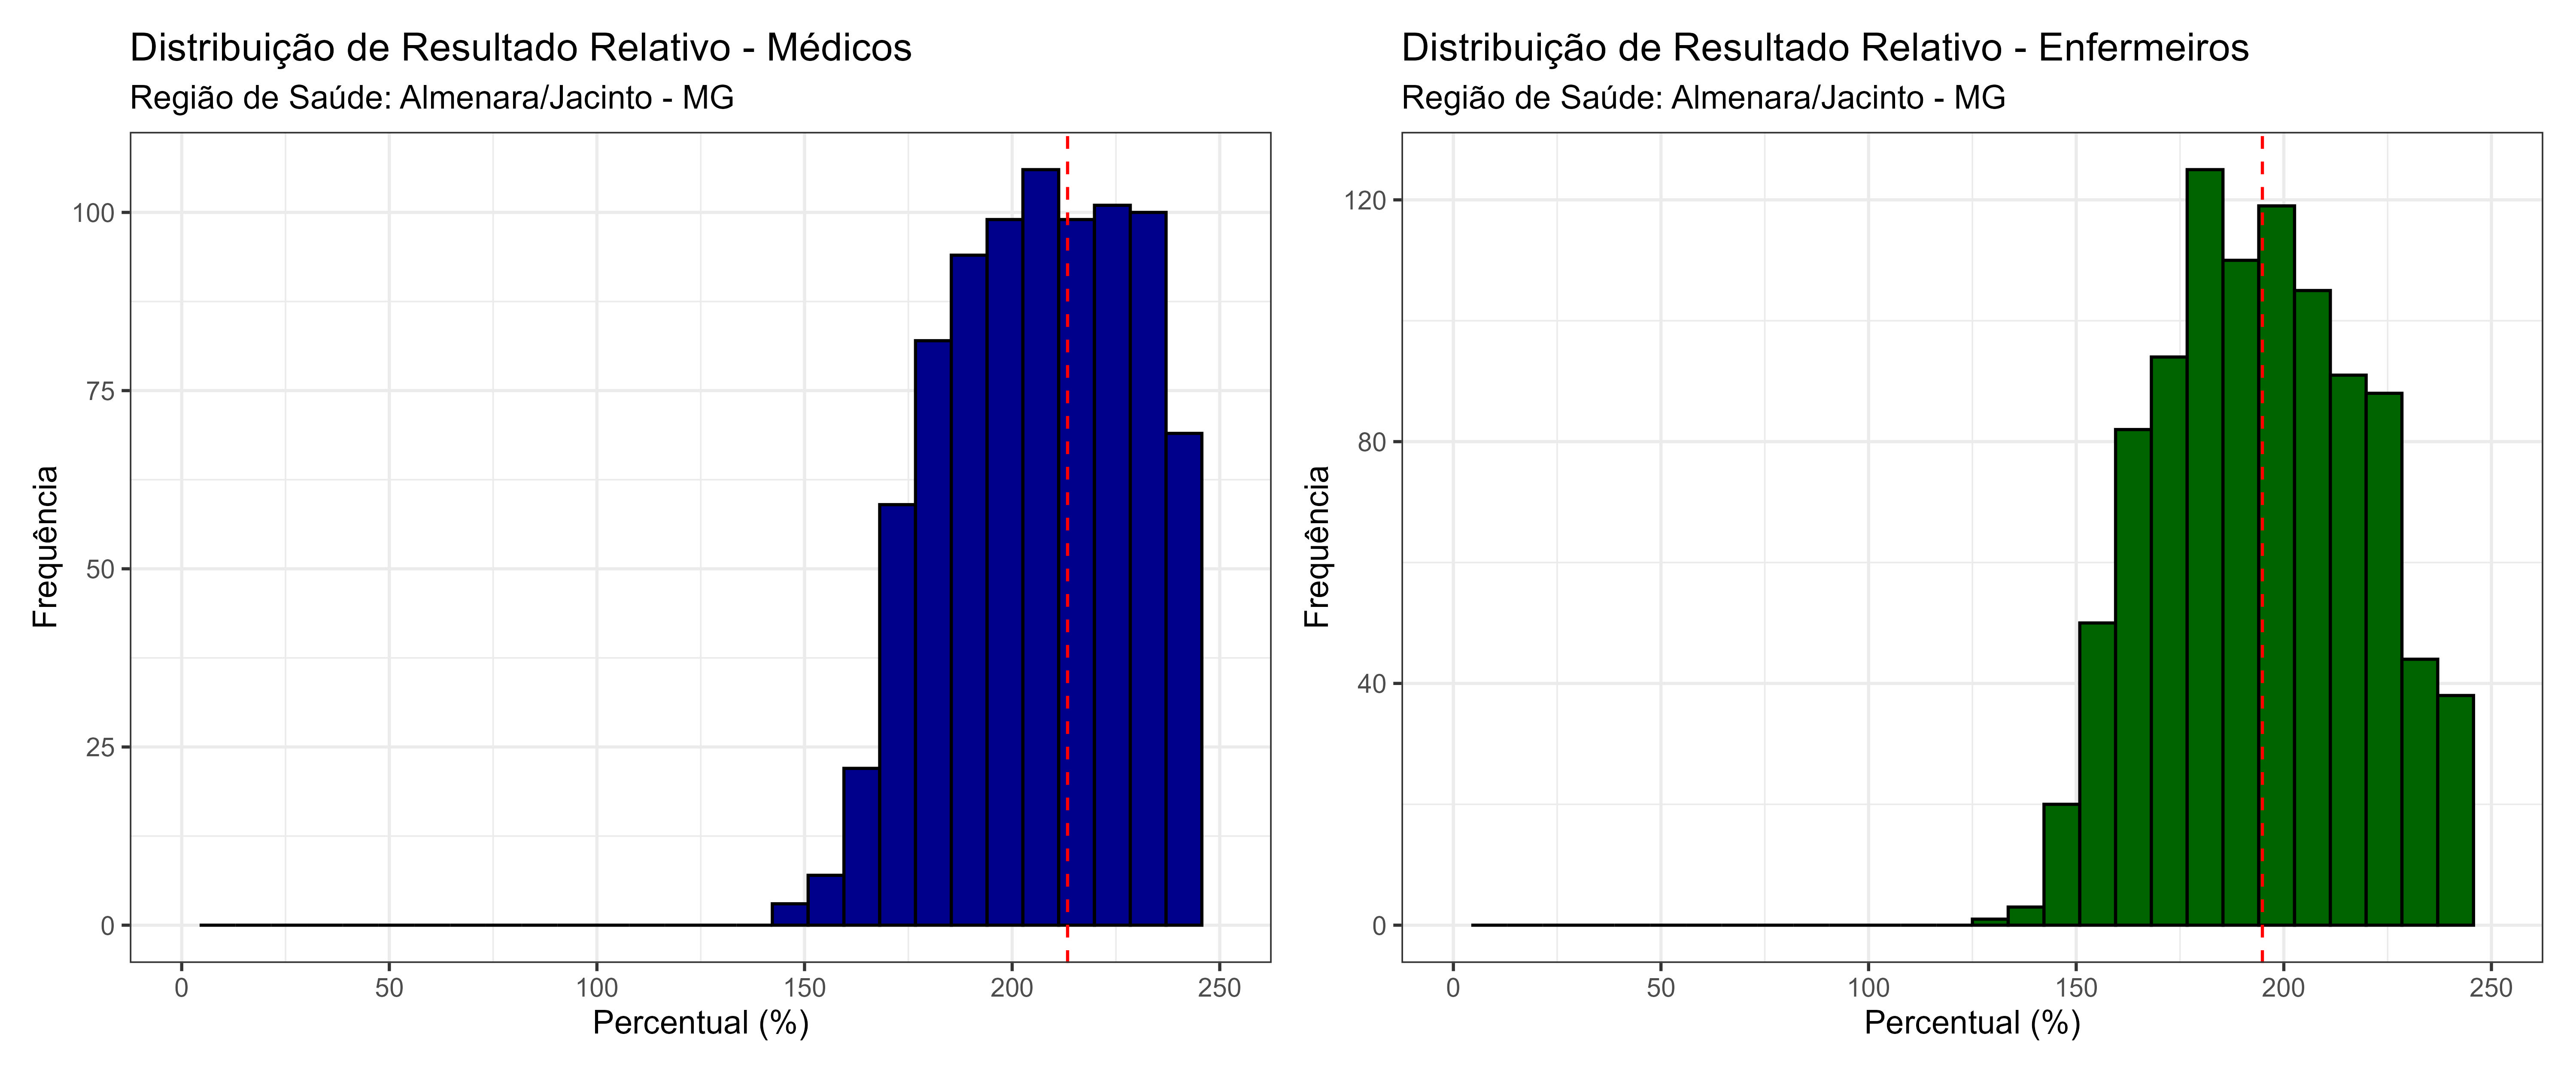 Distribuição de Resultado Relativo - Médicos
Região de Saúde: Almenara/Jacinto - MG
Frequência
100
75
50
25
0
0 50 100 150 200 250
Percentual (%)
Distribuição de Resultado Relativo - Enfermeiros
Região de Saúde: Almenara/Jacinto - MG
Frequência
120
80
40
0
0 50 100 150 200 250
Percentual (%)